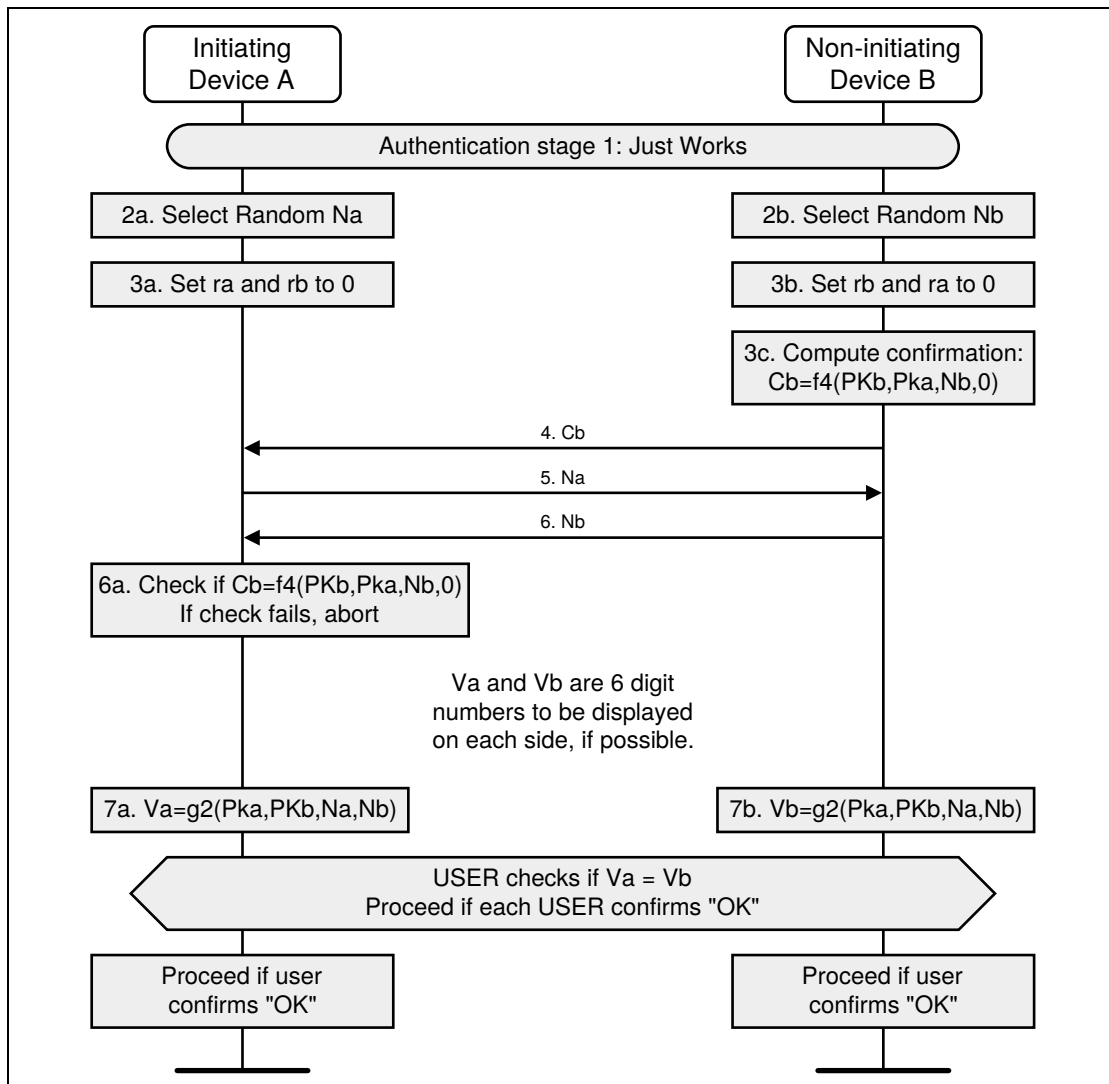 Initiating
Device A
Non-initiating
Device B
Authentication stage 1: Just Works
2a. Select Random Na
2b. Select Random Nb
3a. Set ra and rb to 0
3b. Set rb and ra to 0
3c. Compute confirmation:
Cb=f4(PKb,Pka,Nb,0)
4. Cb
5. Na
6. Nb
6a. Check if Cb=f4(PKb,Pka,Nb,0)
If check fails, abort
Va and Vb are 6 digit
numbers to be displayed
on each side, if possible.
7a. Va=g2(Pka,PKb,Na,Nb)
7b. Vb=g2(Pka,PKb,Na,Nb)
USER checks if Va = Vb
Proceed if each USER confirms "OK"
Proceed if user
confirms "OK"
Proceed if user
confirms "OK"